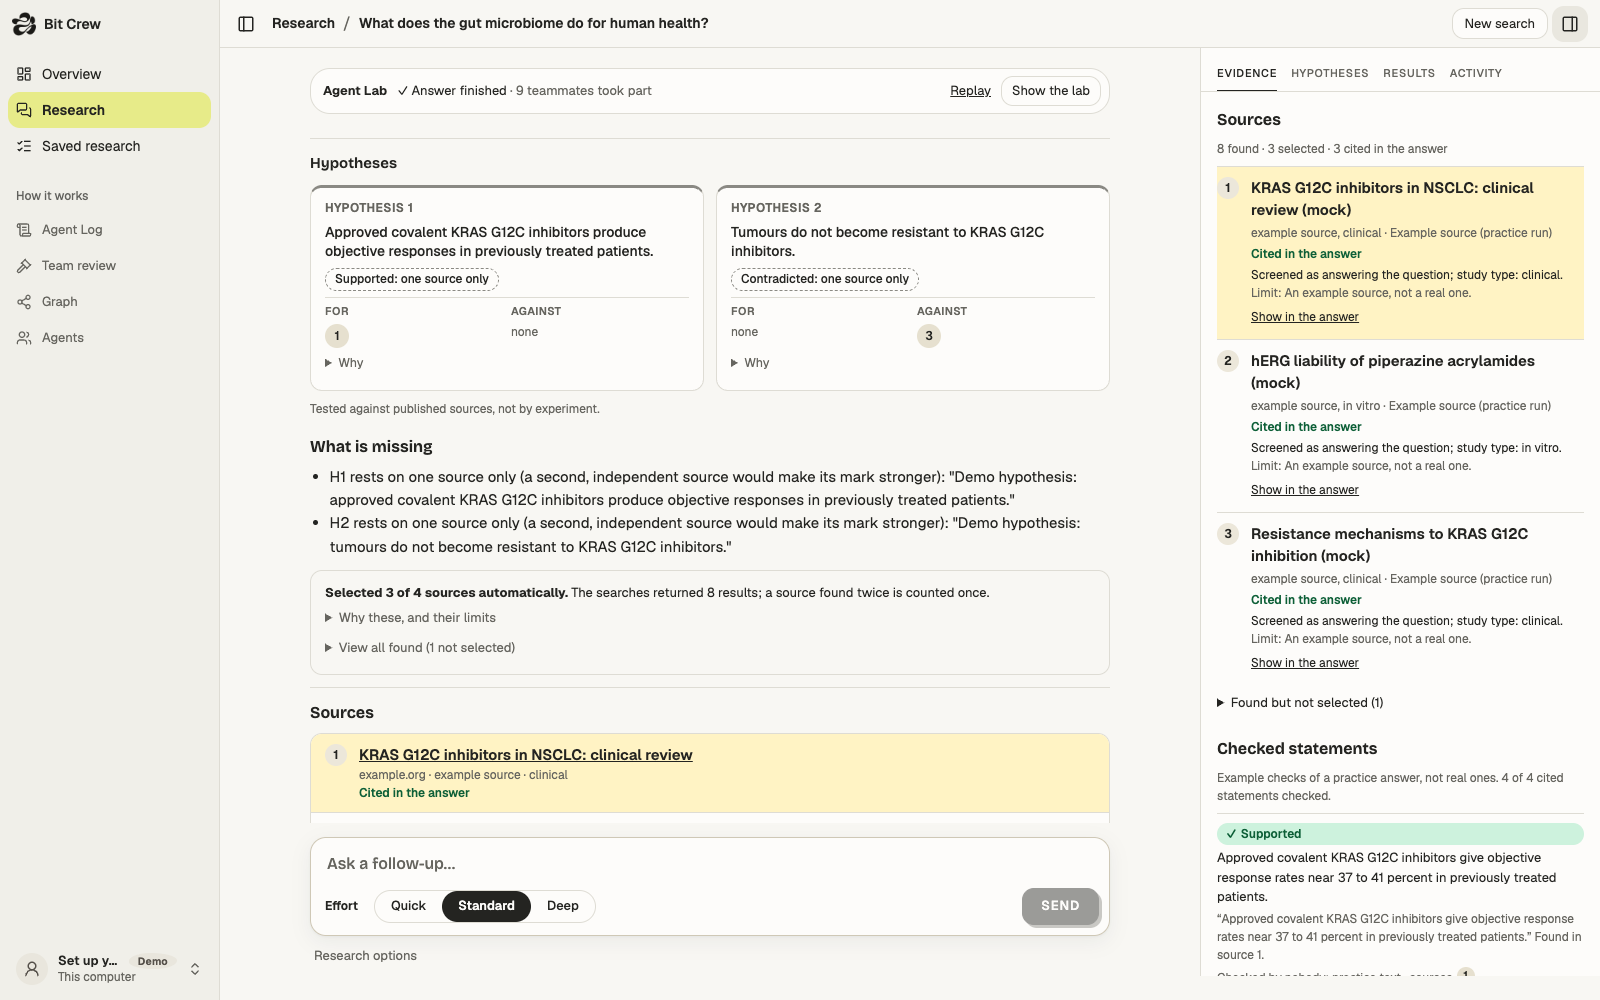 Bit Crew
Overview
Research
Saved research
How it works
Agent Log
Team review
Graph
Agents
Set up y... Demo
This computer
Research / What does the gut microbiome do for human health?
New search
Agent Lab ✓ Answer finished · 9 teammates took part
Replay Show the lab
Hypotheses
HYPOTHESIS 1
Approved covalent KRAS G12C inhibitors produce
objective responses in previously treated patients.
Supported: one source only
FOR AGAINST
1 none
Why
HYPOTHESIS 2
Tumours do not become resistant to KRAS G12C
inhibitors.
Contradicted: one source only
FOR AGAINST
none 3
Why
Tested against published sources, not by experiment.
What is missing
• H1 rests on one source only (a second, independent source would make its mark stronger): "Demo hypothesis:
approved covalent KRAS G12C inhibitors produce objective responses in previously treated patients."
• H2 rests on one source only (a second, independent source would make its mark stronger): "Demo hypothesis:
tumours do not become resistant to KRAS G12C inhibitors."
Selected 3 of 4 sources automatically. The searches returned 8 results; a source found twice is counted once.
Why these, and their limits
View all found (1 not selected)
Sources
1 KRAS G12C inhibitors in NSCLC: clinical review
example.org · example source · clinical
Cited in the answer
Ask a follow-up...
Effort Quick Standard Deep SEND
Research options
EVIDENCE HYPOTHESES RESULTS ACTIVITY
Sources
8 found · 3 selected · 3 cited in the answer
1 KRAS G12C inhibitors in NSCLC: clinical
review (mock)
example source, clinical · Example source (practice run)
Cited in the answer
Screened as answering the question; study type: clinical.
Limit: An example source, not a real one.
Show in the answer
2 hERG liability of piperazine acrylamides
(mock)
example source, in vitro · Example source (practice run)
Cited in the answer
Screened as answering the question; study type: in vitro.
Limit: An example source, not a real one.
Show in the answer
3 Resistance mechanisms to KRAS G12C
inhibition (mock)
example source, clinical · Example source (practice run)
Cited in the answer
Screened as answering the question; study type: clinical.
Limit: An example source, not a real one.
Show in the answer
Found but not selected (1)
Checked statements
Example checks of a practice answer, not real ones. 4 of 4 cited
statements checked.
✓ Supported
Approved covalent KRAS G12C inhibitors give objective
response rates near 37 to 41 percent in previously treated
patients.
“Approved covalent KRAS G12C inhibitors give objective response
rates near 37 to 41 percent in previously treated patients.” Found in
source 1.
Checked by nobody: practice text · sources 1